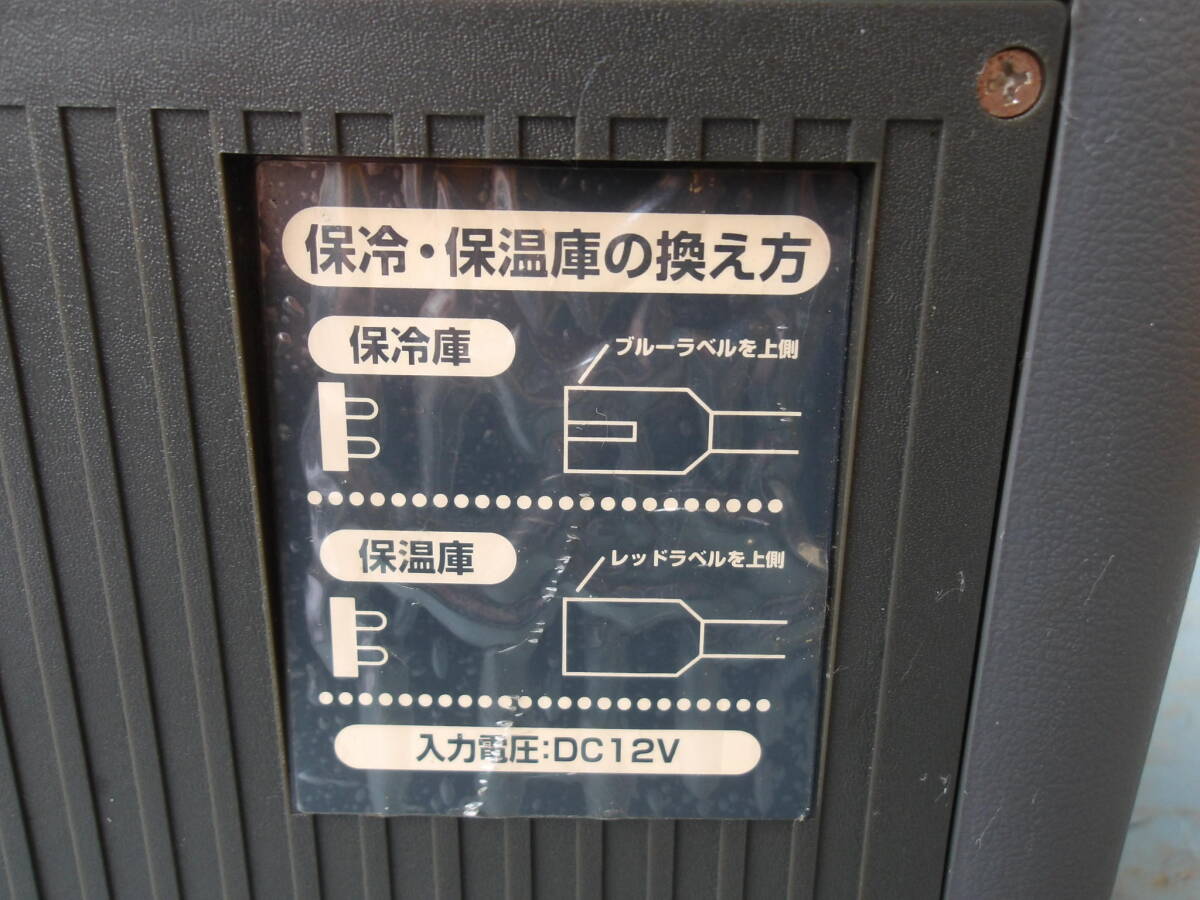 保冷・保温庫の換え方
保冷庫
ブルーラベルを上側
保温庫
レッドラベルを上側
入力電圧:DC12V